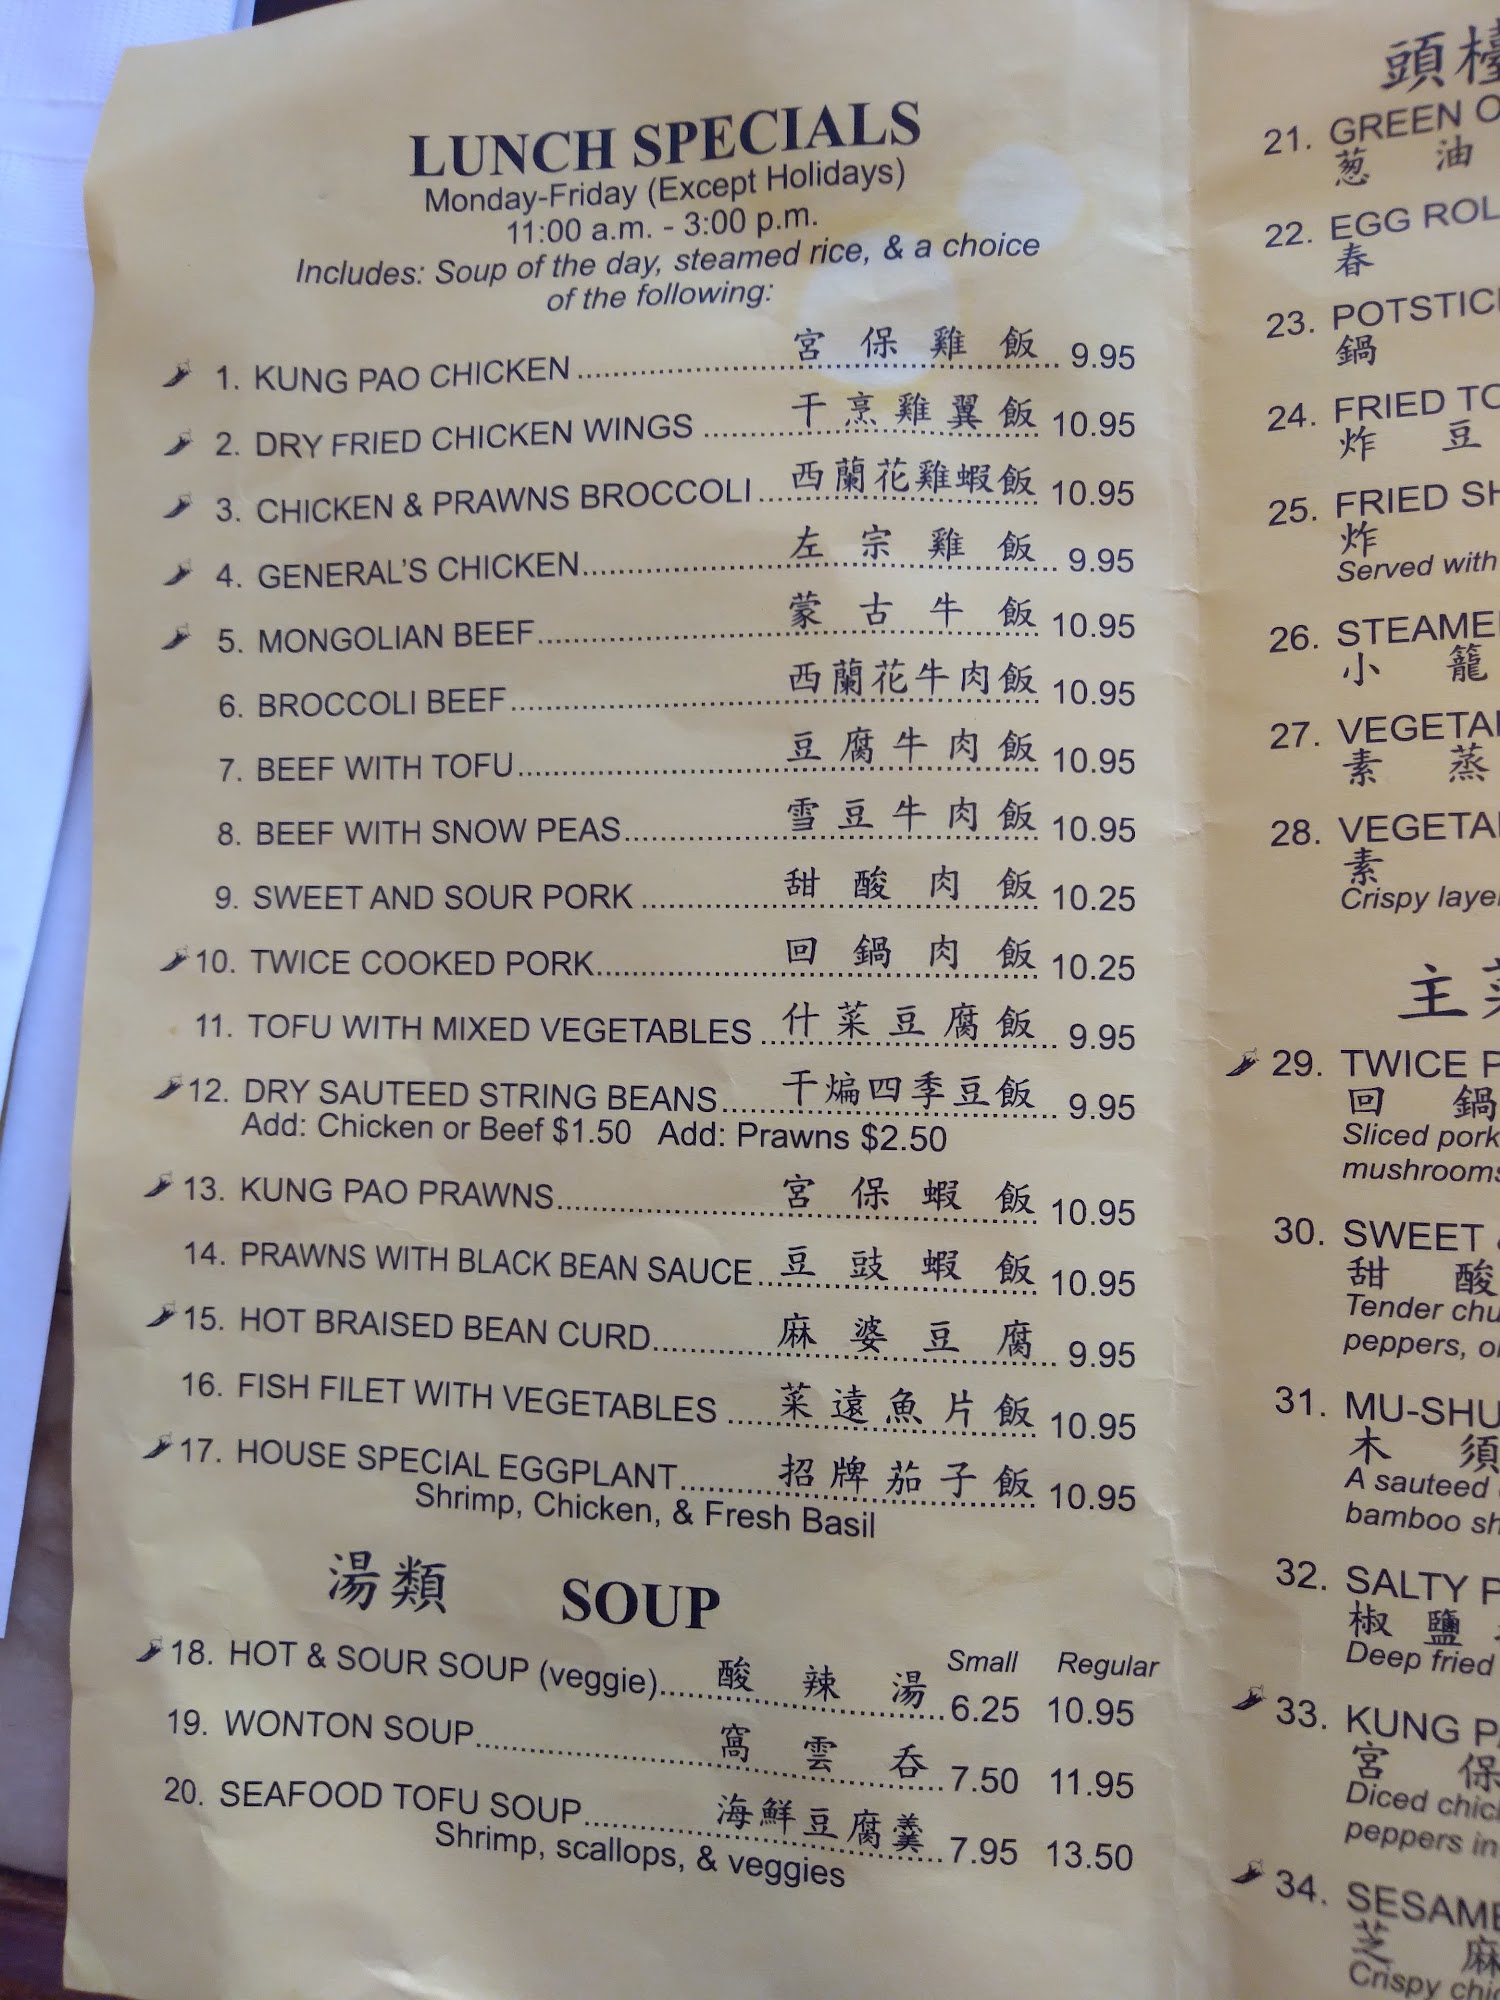 LUNCH SPECIALS
Monday-Friday (Except Holidays)
11:00 a.m. - 3:00 p.m.
Includes: Soup of the day, steamed rice, & a choice
of the following:
1. KUNG PAO CHICKEN 宮保雞飯 9.95
2. DRY FRIED CHICKEN WINGS 干烹雞翼飯 10.95
3. CHICKEN & PRAWNS BROCCOLI 西蘭花雞蝦飯 10.95
4. GENERAL'S CHICKEN 左宗雞飯 9.95
5. MONGOLIAN BEEF 蒙古牛飯 10.95
6. BROCCOLI BEEF 西蘭花牛肉飯 10.95
7. BEEF WITH TOFU 豆腐牛肉飯 10.95
8. BEEF WITH SNOW PEAS 雪豆牛肉飯 10.95
9. SWEET AND SOUR PORK 甜酸肉飯 10.25
10. TWICE COOKED PORK 回鍋肉飯 10.25
11. TOFU WITH MIXED VEGETABLES 什菜豆腐飯 9.95
12. DRY SAUTEED STRING BEANS 干煸四季豆飯 9.95
Add: Chicken or Beef $1.50 Add: Prawns $2.50
13. KUNG PAO PRAWNS 宮保蝦飯 10.95
14. PRAWNS WITH BLACK BEAN SAUCE 豆豉蝦飯 10.95
15. HOT BRAISED BEAN CURD 麻婆豆腐 9.95
16. FISH FILET WITH VEGETABLES 菜遠魚片飯 10.95
17. HOUSE SPECIAL EGGPLANT 招牌茄子飯 10.95
Shrimp, Chicken, & Fresh Basil
湯類 SOUP
Small Regular
18. HOT & SOUR SOUP (veggie) 酸辣湯 6.25 10.95
19. WONTON SOUP 窩雲呑 7.50 11.95
20. SEAFOOD TOFU SOUP 海鮮豆腐羹 7.95 13.50
Shrimp, scallops, & veggies
頭
21. GREEN
葱油
22. EGG
春
23.
鍋
24. FRIED
炸豆
25. FRIED
炸
Served with
26.
小籠
27.
素蒸
28.
素
Crispy
主
29. TWICE
回鍋
Sliced pork
mushrooms
30. SWEET
甜酸
Tender
peppers,
31. MU-SHU
木須
A sauteed
bamboo
32. SALTY
椒鹽
Deep fried
33. KUNG
宮保
Diced
peppers in
34.
芝麻
Crispy